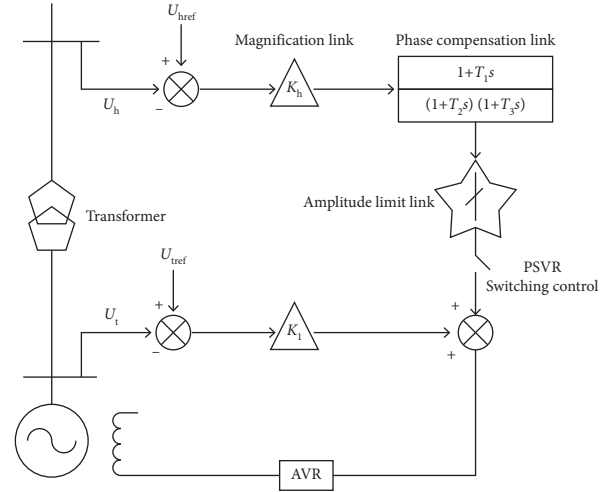 U_href
Magnification link
Phase compensation link
+
U_h
−
K_h
1+T_1s
(1+T_2s) (1+T_3s)
Amplitude limit link
Transformer
PSVR
Switching control
U_tref
+
U_t
−
K_1
+
+
AVR